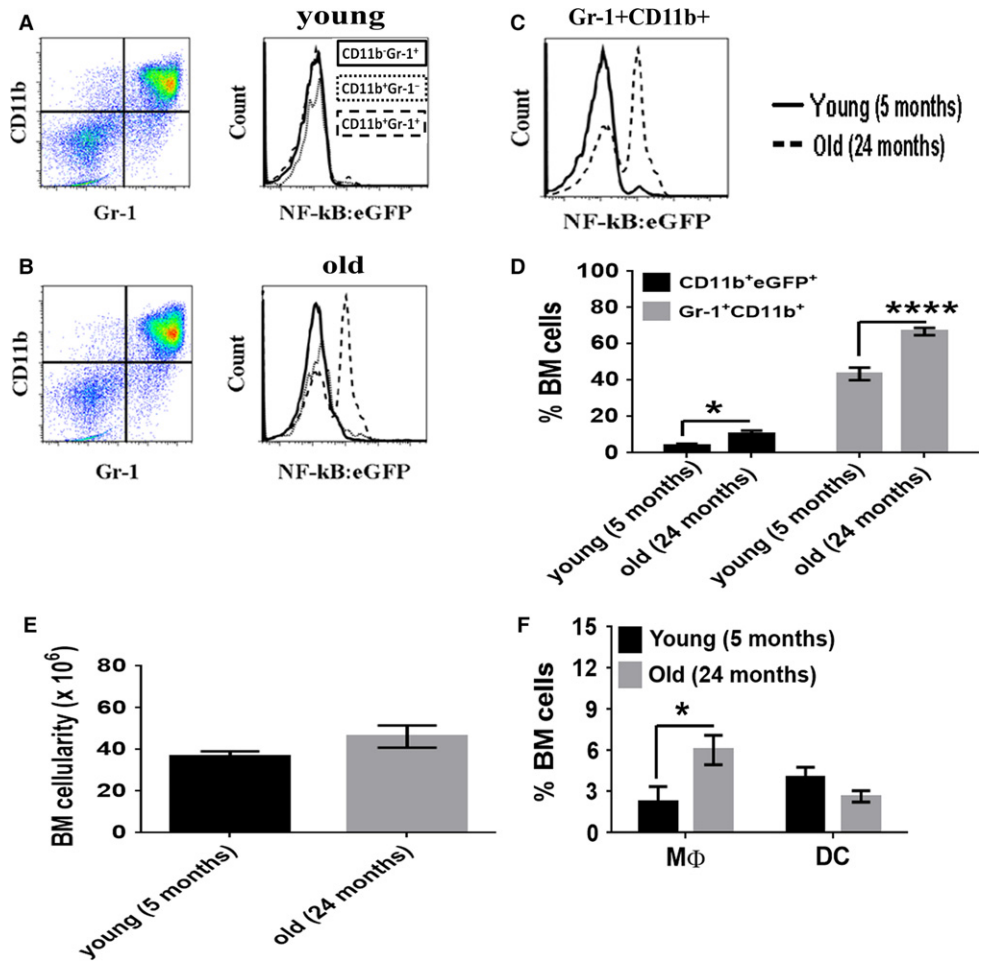 A
young
CD11b
Gr-1
Count
CD11b⁻Gr-1⁺
CD11b⁺Gr-1⁻
CD11b⁺Gr-1⁺
NF-kB:eGFP
C
Gr-1+CD11b+
Count
NF-kB:eGFP
Young (5 months)
Old (24 months)
B
old
CD11b
Gr-1
Count
NF-kB:eGFP
D
% BM cells
100
80
60
40
20
0
CD11b⁺eGFP⁺
Gr-1⁺CD11b⁺
*
****
young (5 months)
old (24 months)
young (5 months)
old (24 months)
E
BM cellularity (x 10⁶)
80
60
40
20
0
young (5 months)
old (24 months)
F
% BM cells
15
12
9
6
3
0
Young (5 months)
Old (24 months)
*
MΦ
DC